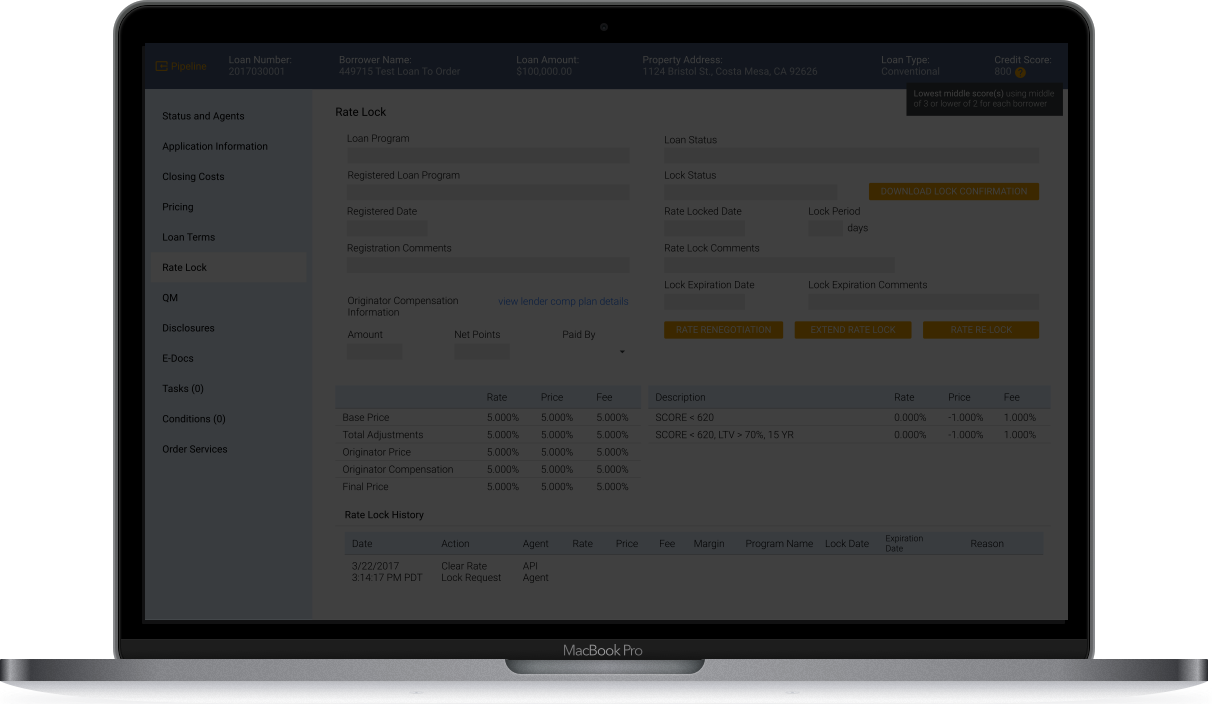 Pipeline
Loan Number:
2017030001
Borrower Name:
449715 Test Loan To Order
Loan Amount:
$100,000.00
Property Address:
1124 Bristol St., Costa Mesa, CA 92626
Loan Type:
Conventional
Credit Score:
800 ?
Lowest middle score(s) using middle
of 3 or lower of 2 for each borrower
Status and Agents
Application Information
Closing Costs
Pricing
Loan Terms
Rate Lock
QM
Disclosures
E-Docs
Tasks (0)
Conditions (0)
Order Services
Rate Lock
Loan Program
Registered Loan Program
Registered Date
Registration Comments
Originator Compensation
Information
view lender comp plan details
Amount Net Points Paid By
Loan Status
Lock Status
DOWNLOAD LOCK CONFIRMATION
Rate Locked Date Lock Period
days
Rate Lock Comments
Lock Expiration Date Lock Expiration Comments
RATE RENEGOTIATION EXTEND RATE LOCK RATE RE LOCK
Rate Price Fee
Base Price 5.000% 5.000% 5.000%
Total Adjustments 5.000% 5.000% 5.000%
Originator Price 5.000% 5.000% 5.000%
Originator Compensation 5.000% 5.000% 5.000%
Final Price 5.000% 5.000% 5.000%
Description Rate Price Fee
SCORE < 620 0.000% -1.000% 1.000%
SCORE < 620, LTV > 70%, 15 YR 0.000% -1.000% 1.000%
Rate Lock History
Date Action Agent Rate Price Fee Margin Program Name Lock Date Expiration Date Reason
3/22/2017 Clear Rate API
3:14:17 PM PDT Lock Request Agent
MacBook Pro